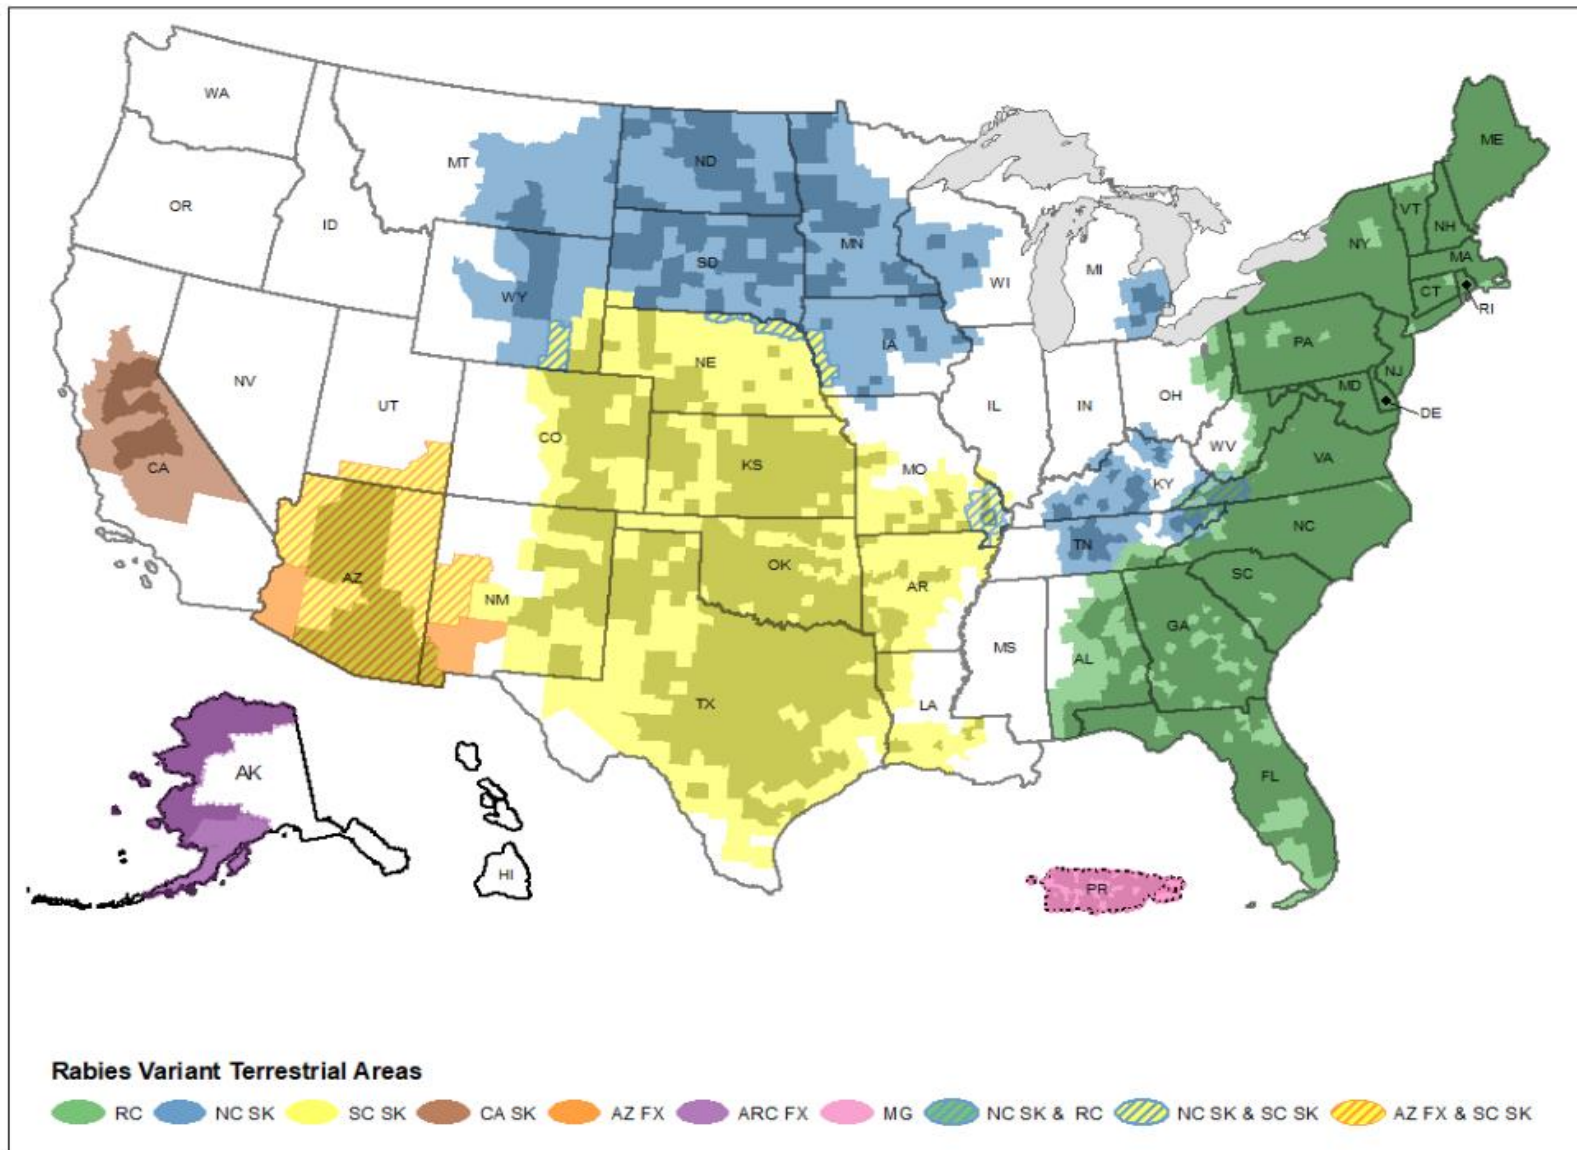 WA
MT
ND
ME
OR
ID
MN
VT
NH
NY
MA
SD
WI
MI
CT
RI
WY
IA
PA
NE
NJ
NV
UT
IL
IN
OH
MD
DE
CO
WV
CA
KS
MO
KY
VA
NC
TN
AZ
OK
AR
SC
NM
GA
MS
AL
TX
LA
AK
FL
HI
PR
Rabies Variant Terrestrial Areas
RC NC SK SC SK CA SK AZ FX ARC FX MG NC SK & RC NC SK & SC SK AZ FX & SC SK